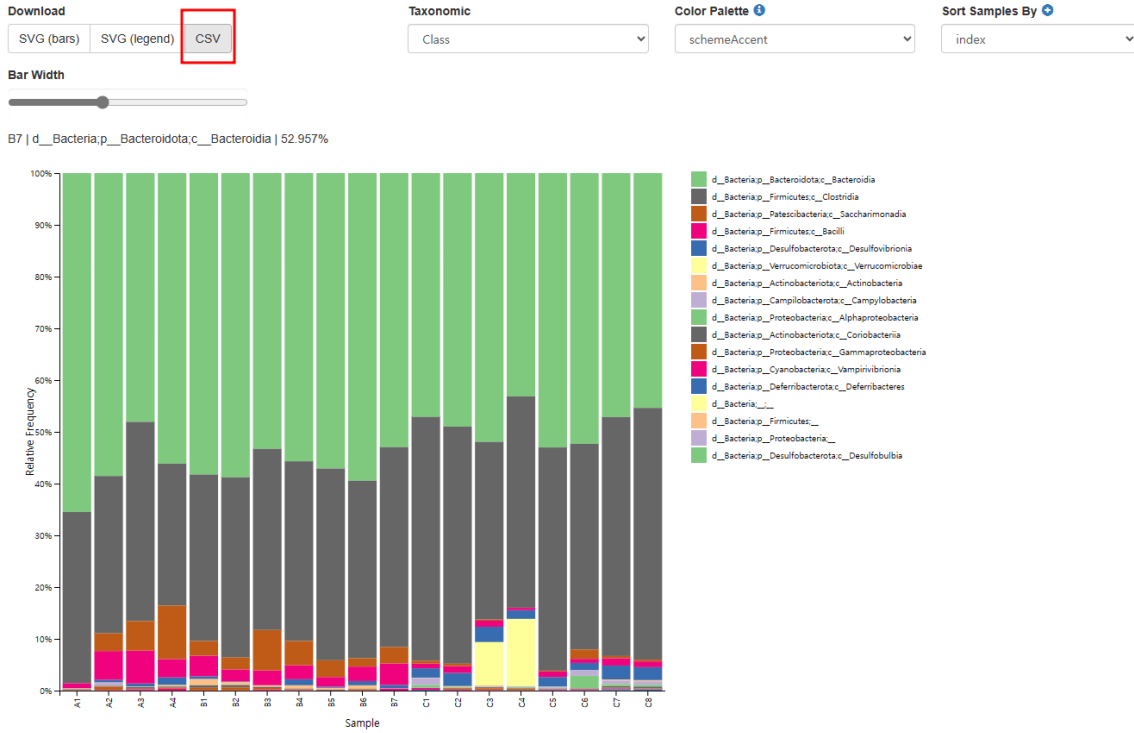 Download
Taxonomic
Color Palette
Sort Samples By
SVG (bars)
SVG (legend)
CSV
Class
schemeAccent
index
Bar Width
B7 | d__Bacteria;p__Bacteroidota;c__Bacteroidia | 52.957%
100%
90%
80%
70%
60%
50%
40%
30%
20%
10%
0%
Relative Frequency
A1
A2
A3
A4
B1
B2
B3
B4
B5
B6
B7
C1
C2
C3
C4
C5
C6
C7
C8
Sample
d__Bacteria;p__Bacteroidota;c__Bacteroidia
d__Bacteria;p__Firmicutes;c__Clostridia
d__Bacteria;p__Patescibacteria;c__Saccharimonadia
d__Bacteria;p__Firmicutes;c__Bacilli
d__Bacteria;p__Desulfobacterota;c__Desulfovibrionia
d__Bacteria;p__Verrucomicrobiota;c__Verrucomicrobiae
d__Bacteria;p__Actinobacteriota;c__Actinobacteria
d__Bacteria;p__Campilobacterota;c__Campylobacteria
d__Bacteria;p__Proteobacteria;c__Alphaproteobacteria
d__Bacteria;p__Actinobacteriota;c__Coriobacteriia
d__Bacteria;p__Proteobacteria;c__Gammaproteobacteria
d__Bacteria;p__Cyanobacteria;c__Vampirivibrionia
d__Bacteria;p__Deferribacterota;c__Deferribacteres
d__Bacteria;__;__
d__Bacteria;p__Firmicutes;__
d__Bacteria;p__Proteobacteria;__
d__Bacteria;p__Desulfobacterota;c__Desulfobulbia